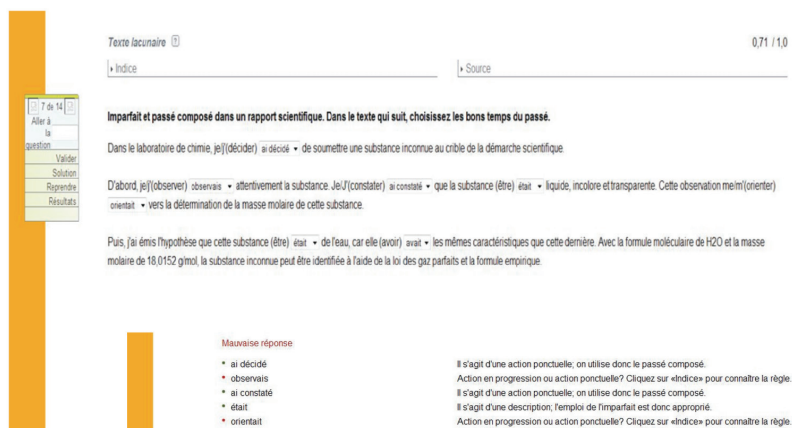 Texte lacunaire ?
0,71 / 1,0
Indice
Source
7 de 14
Aller à
la
question
Valider
Solution
Reprendre
Résultats
Imparfait et passé composé dans un rapport scientifique. Dans le texte qui suit, choisissez les bons temps du passé.
Dans le laboratoire de chimie, je/j'(décider) ai décidé de soumettre une substance inconnue au crible de la démarche scientifique.
D'abord, je/j'(observer) observais attentivement la substance. Je/J'(constater) ai constaté que la substance (être) était liquide, incolore et transparente. Cette observation me/m'(orienter)
orientait vers la détermination de la masse molaire de cette substance.
Puis, j'ai émis l'hypothèse que cette substance (être) était de l'eau, car elle (avoir) avait les mêmes caractéristiques que cette dernière. Avec la formule moléculaire de H2O et la masse
molaire de 18,0152 g/mol, la substance inconnue peut être identifiée à l'aide de la loi des gaz parfaits et la formule empirique.
Mauvaise réponse
• ai décidé Il s'agit d'une action ponctuelle; on utilise donc le passé composé.
• observais Action en progression ou action ponctuelle? Cliquez sur «Indice» pour connaître la règle.
• ai constaté Il s'agit d'une action ponctuelle; on utilise donc le passé composé.
• était Il s'agit d'une description; l'emploi de l'imparfait est donc approprié.
• orientait Action en progression ou action ponctuelle? Cliquez sur «Indice» pour connaître la règle.